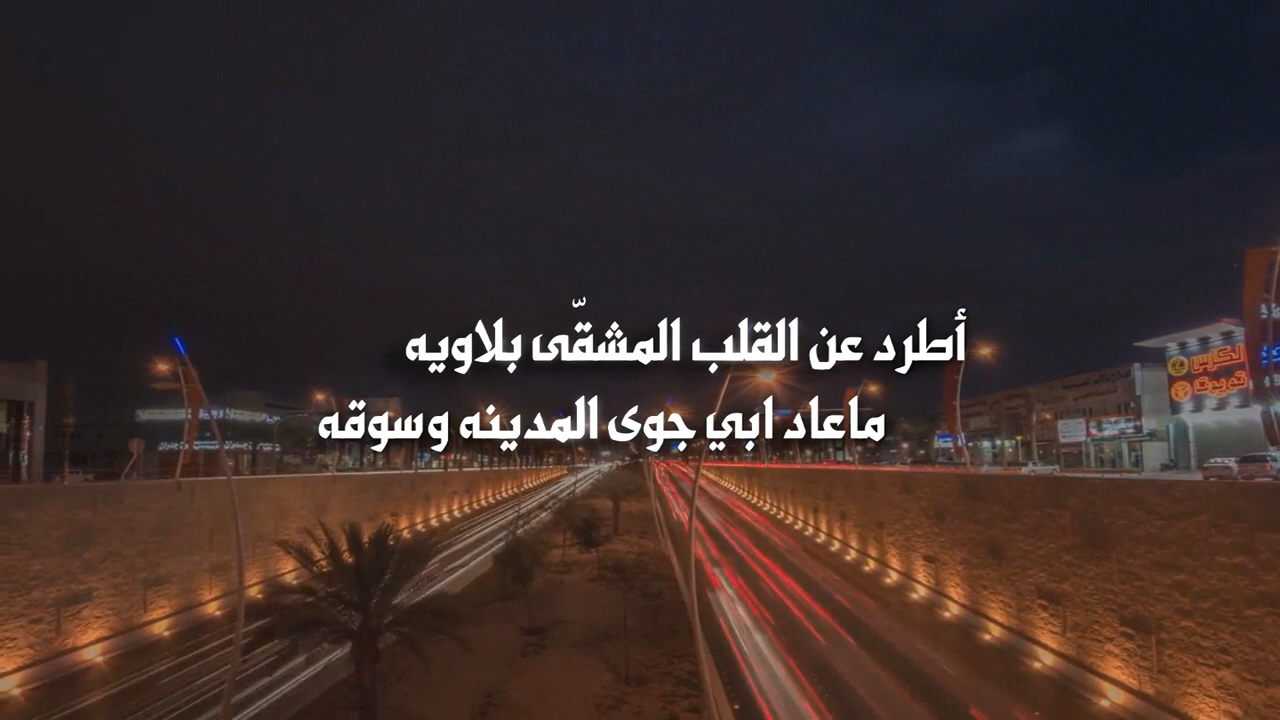 أطرد عن القلب المشقّى بلاويه
ماعاد ابي جوى المدينه وسوقه